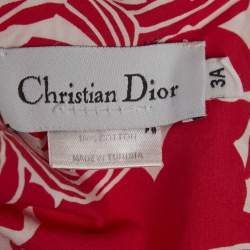 Christian Dior
3A
100% COTTON
MADE IN TUNISIA